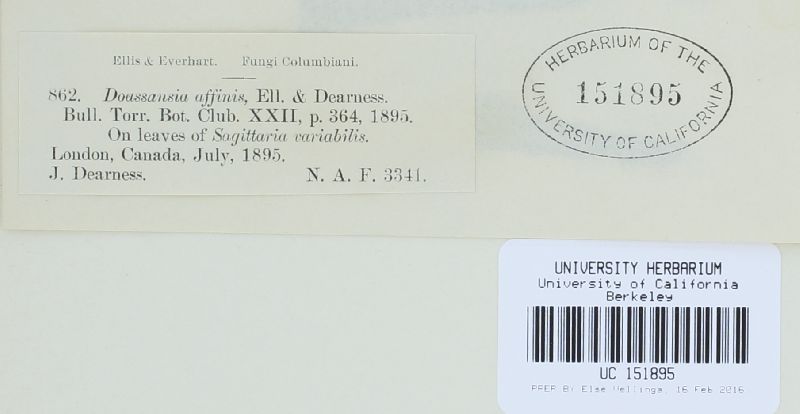 Ellis & Everhart. Fungi Columbiani.
862. Doassansia affinis, Ell. & Dearness.
Bull. Torr. Bot. Club. XXII, p. 364, 1895.
On leaves of Sagittaria variabilis.
London, Canada, July, 1895.
J. Dearness. N. A. F. 3341.
HERBARIUM OF THE
151895
UNIVERSITY OF CALIFORNIA
UNIVERSITY HERBARIUM
University of California
Berkeley
UC 151895
PREP BY Else Vellinga, 16 Feb 2016